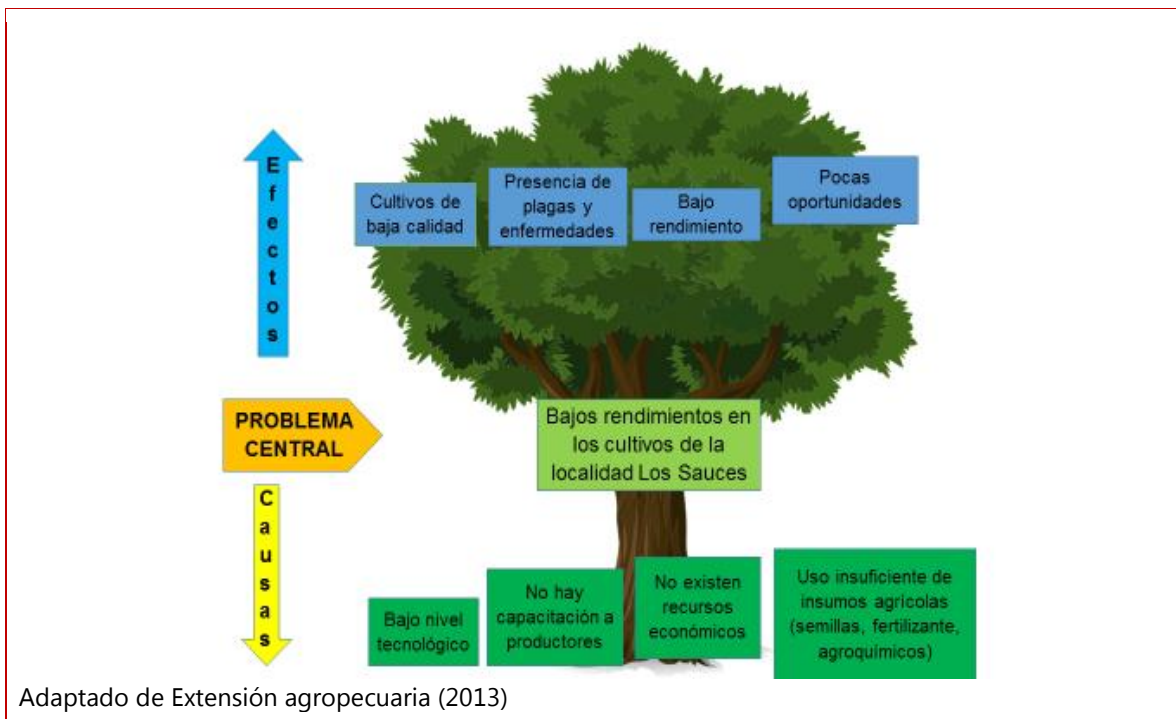 Efectos
Cultivos de
baja calidad
Presencia de
plagas y
enfermedades
Bajo
rendimiento
Pocas
oportunidades
PROBLEMA
CENTRAL
Bajos rendimientos en
los cultivos de la
localidad Los Sauces
Causas
Bajo nivel
tecnológico
No hay
capacitación a
productores
No existen
recursos
económicos
Uso insuficiente de
insumos agrícolas
(semillas, fertilizante,
agroquímicos)
Adaptado de Extensión agropecuaria (2013)